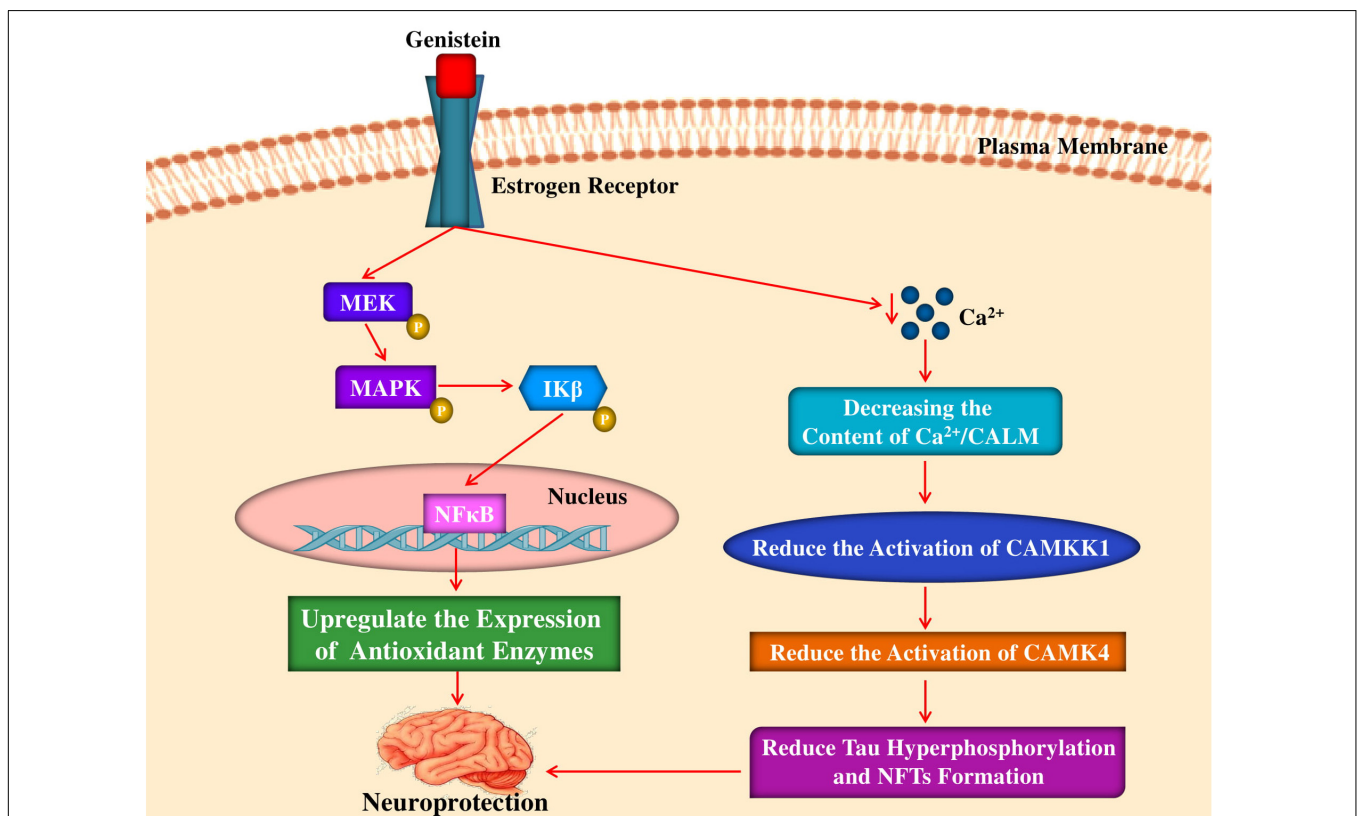 Genistein
Plasma Membrane
Estrogen Receptor
MEK
P
Ca²⁺
MAPK
P
IKβ
P
Decreasing the
Content of Ca²⁺/CALM
Nucleus
NFκB
Reduce the Activation of CAMKK1
Upregulate the Expression
of Antioxidant Enzymes
Reduce the Activation of CAMK4
Reduce Tau Hyperphosphorylation
and NFTs Formation
Neuroprotection